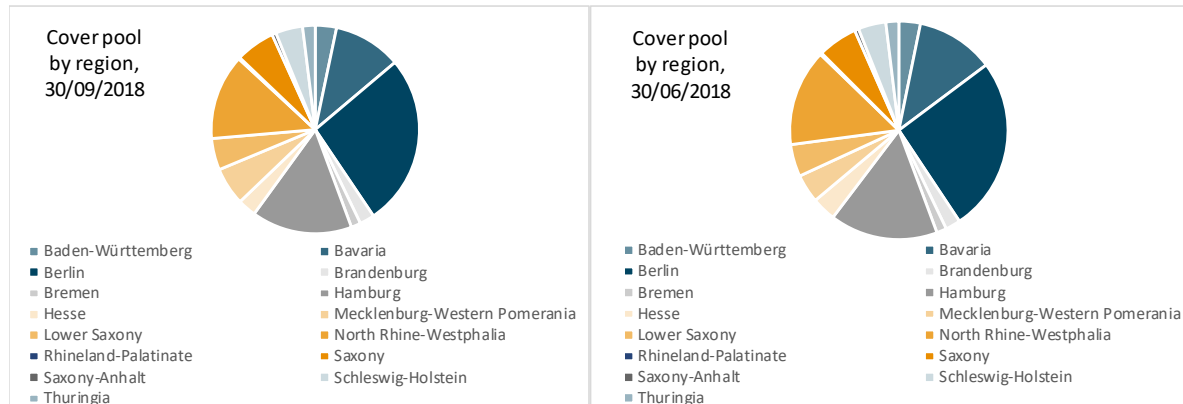 Cover pool
by region,
30/09/2018
Baden-Württemberg
Bavaria
Berlin
Brandenburg
Bremen
Hamburg
Hesse
Mecklenburg-Western Pomerania
Lower Saxony
North Rhine-Westphalia
Rhineland-Palatinate
Saxony
Saxony-Anhalt
Schleswig-Holstein
Thuringia
Cover pool
by region,
30/06/2018
Baden-Württemberg
Bavaria
Berlin
Brandenburg
Bremen
Hamburg
Hesse
Mecklenburg-Western Pomerania
Lower Saxony
North Rhine-Westphalia
Rhineland-Palatinate
Saxony
Saxony-Anhalt
Schleswig-Holstein
Thuringia